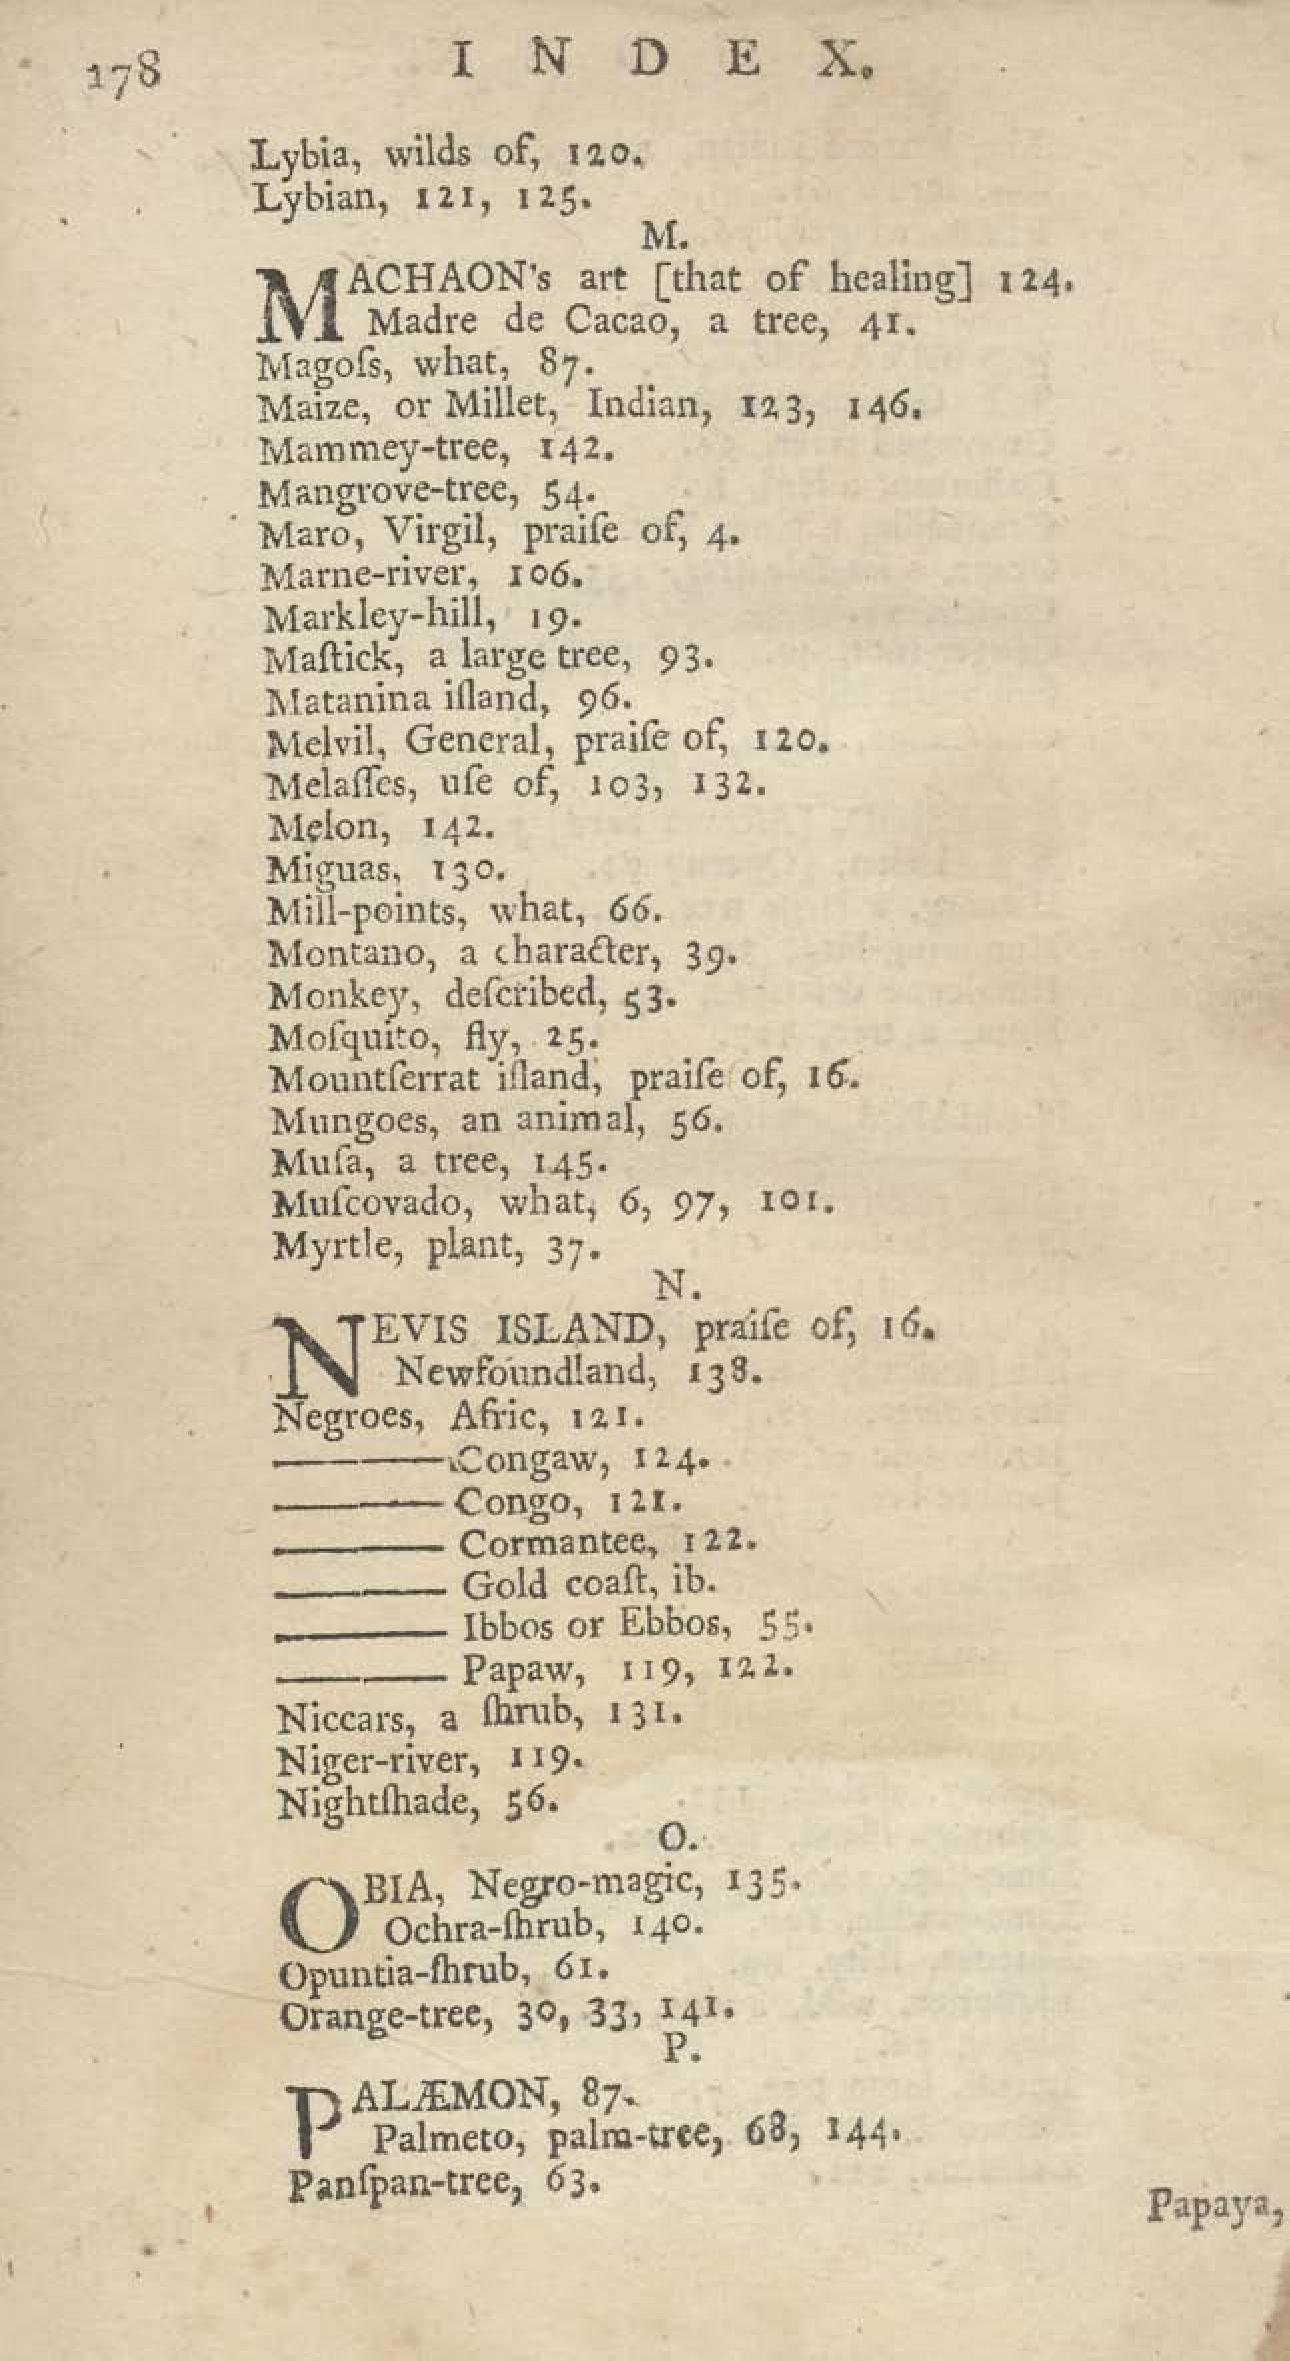 178
INDEX.
Lybia, wilds of, 120.
Lybian, 121, 125.
M.
MACHAON's art [that of healing] 124.
Madre de Cacao, a tree, 41.
Magoſs, what, 87.
Maize, or Millet, Indian, 123, 146.
Mammey-tree, 142.
Mangrove-tree, 54.
Maro, Virgil, praiſe of, 4.
Marne-river, 106.
Markley-hill, 19.
Maſtick, a large tree, 93.
Matanina iſland, 96.
Melvil, General, praiſe of, 120.
Melaſſes, uſe of, 103, 132.
Melon, 142.
Miguas, 130.
Mill-points, what, 66.
Montano, a character, 39.
Monkey, deſcribed, 53.
Moſquito, fly, 25.
Mountſerrat iſland, praiſe of, 16.
Mungoes, an animal, 56.
Muſa, a tree, 145.
Muſcovado, what, 6, 97, 101.
Myrtle, plant, 37.
N.
NEVIS ISLAND, praiſe of, 16.
Newfoundland, 138.
Negroes, Afric, 121.
——— Congaw, 124.
——— Congo, 121.
——— Cormantee, 122.
——— Gold coaſt, ib.
——— Ibbos or Ebbos, 55.
——— Papaw, 119, 122.
Niccars, a ſhrub, 131.
Niger-river, 119.
Nightſhade, 56.
O.
OBIA, Negro-magic, 135.
Ochra-ſhrub, 140.
Opuntia-ſhrub, 61.
Orange-tree, 30, 33, 141.
P.
PALÆMON, 87.
Palmeto, palm-tree, 68, 144.
Panſpan-tree, 63.
Papaya,